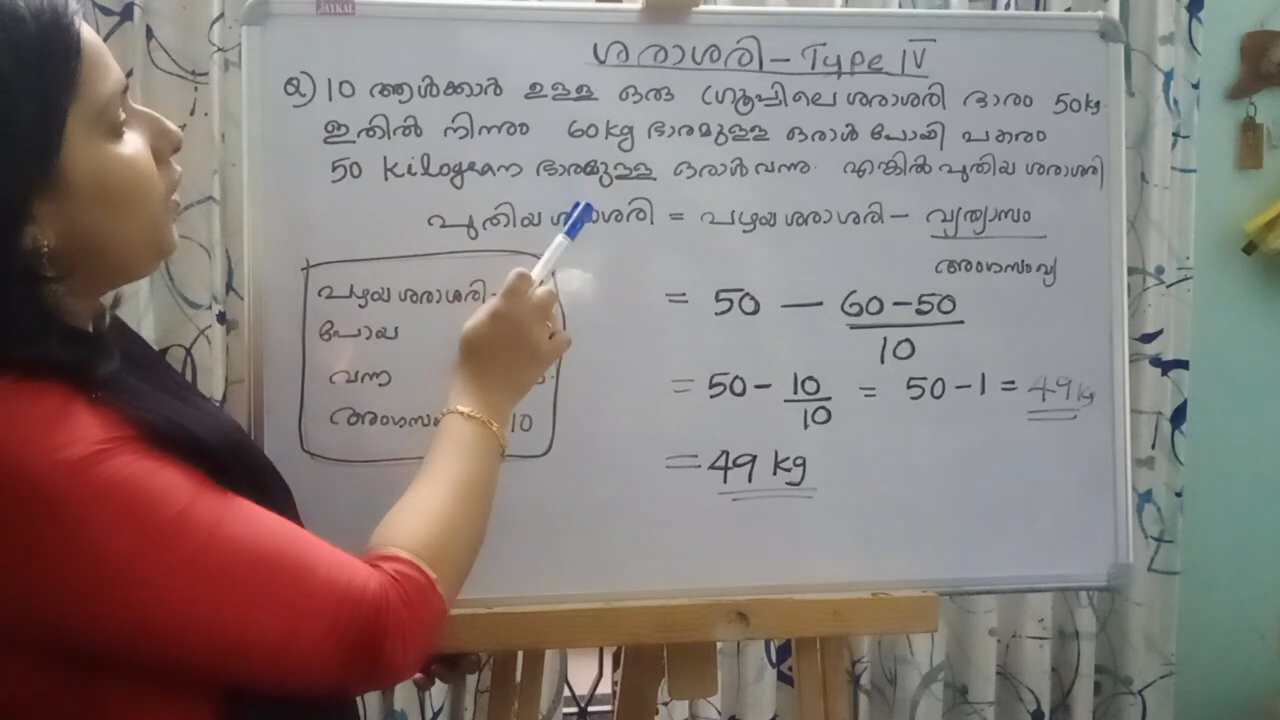 JAYKAL
ശരാശരി - Type IV
Q) 10 ആൾക്കാർ ഉള്ള ഒരു ഗ്രൂപ്പിലെ ശരാശരി ഭാരം 50kg.
ഇതിൽ നിന്നും 60kg ഭാരമുള്ള ഒരാൾ പോയി പകരം
50 kilogram ഭാരമുള്ള ഒരാൾ വന്നു. എങ്കിൽ പുതിയ ശരാശരി
പുതിയ ശരാശരി = പഴയ ശരാശരി - വ്യത്യാസം
അംഗസംഖ്യ
പഴയ ശരാശരി-
പോയ
വന്ന
10
= 50 - 60-50
10
= 50 - 10 = 50-1 = 49kg
10
= 49 kg